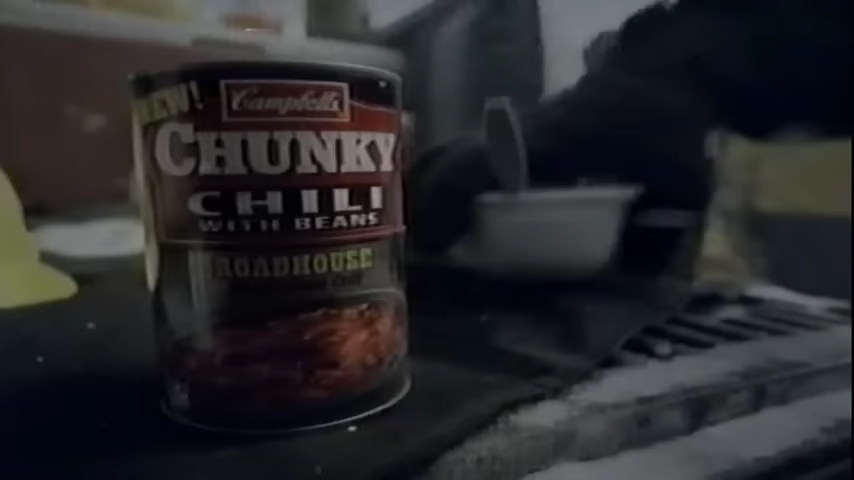 NEW!
Campbell's
CHUNKY
CHILI
WITH BEANS
ROADHOUSE